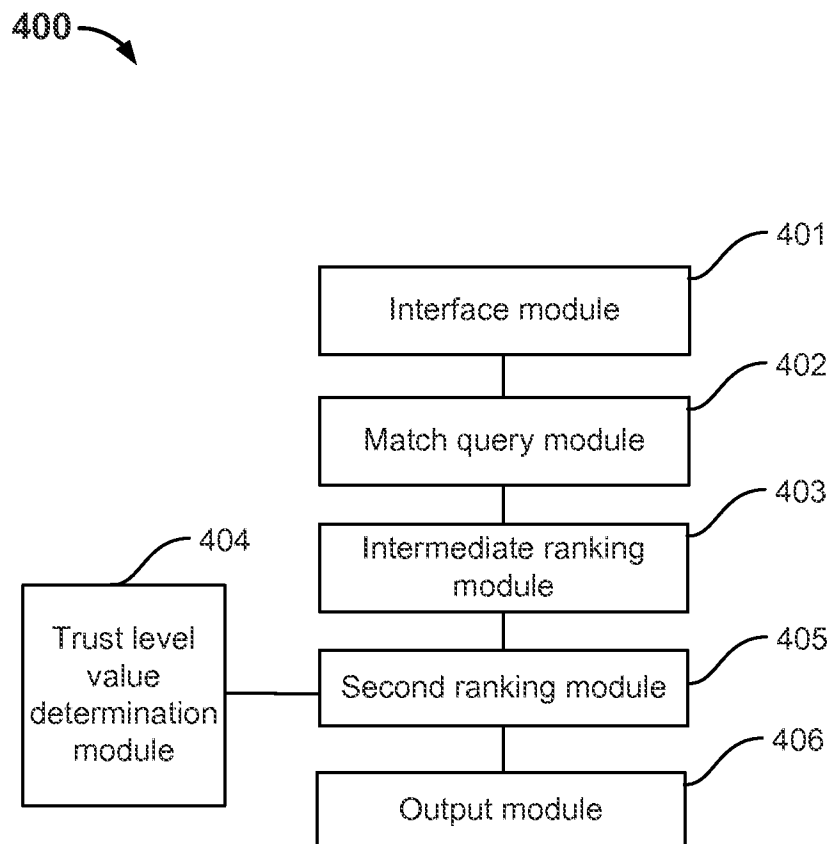 400
401
Interface module
402
Match query module
403
Intermediate ranking
module
404
Trust level
value
determination
module
405
Second ranking module
406
Output module